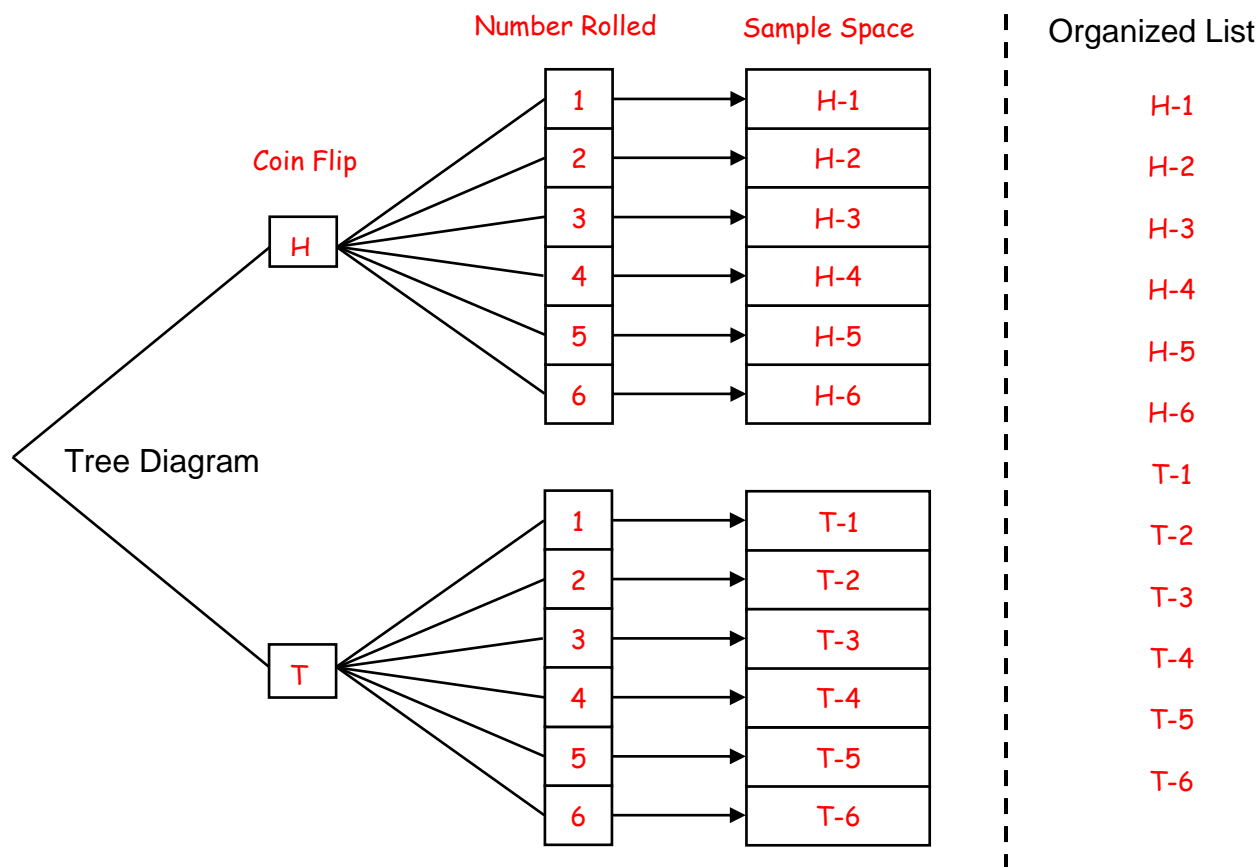 Number Rolled Sample Space Organized List
1 H-1 H-1
Coin Flip 2 H-2 H-2
H 3 H-3 H-3
4 H-4 H-4
5 H-5 H-5
6 H-6 H-6
Tree Diagram T-1
1 T-1 T-2
2 T-2 T-3
T 3 T-3 T-4
4 T-4 T-5
5 T-5 T-6
6 T-6